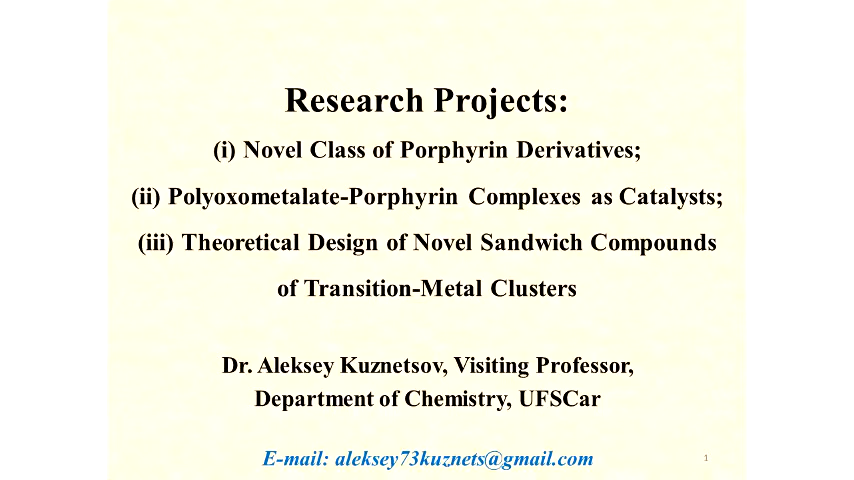 Research Projects:
(i) Novel Class of Porphyrin Derivatives;
(ii) Polyoxometalate-Porphyrin Complexes as Catalysts;
(iii) Theoretical Design of Novel Sandwich Compounds
of Transition-Metal Clusters
Dr. Aleksey Kuznetsov, Visiting Professor,
Department of Chemistry, UFSCar
E-mail: aleksey73kuznets@gmail.com
1